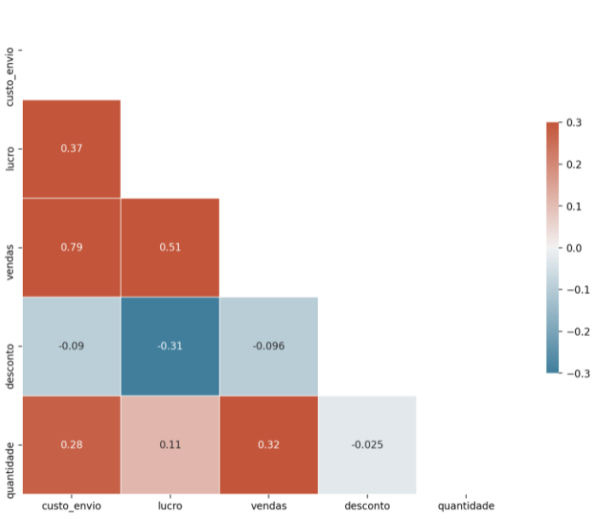 custo_envio
lucro
0.37
vendas
0.79 0.51
desconto
-0.09 -0.31 -0.096
quantidade
0.28 0.11 0.32 -0.025
custo_envio lucro vendas desconto quantidade
0.3
0.2
0.1
0.0
−0.1
−0.2
−0.3